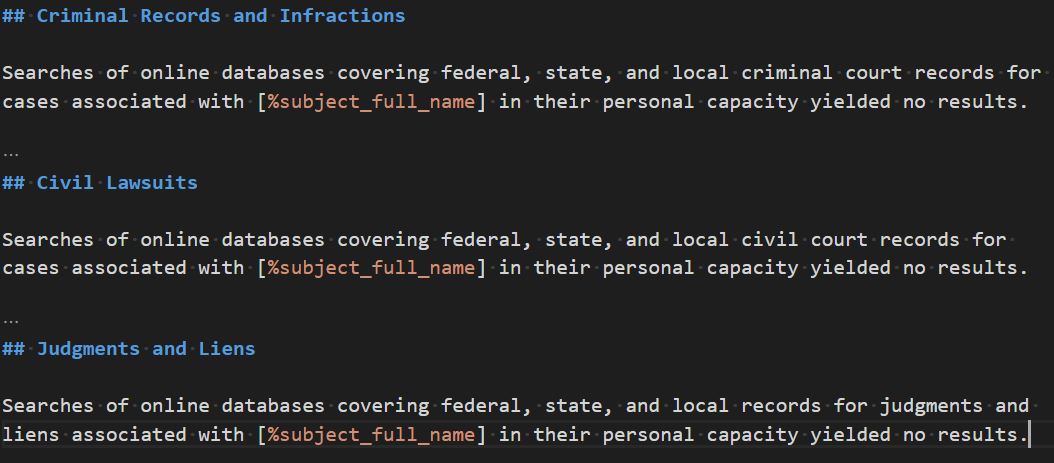 ## Criminal Records and Infractions
Searches of online databases covering federal, state, and local criminal court records for
cases associated with [%subject_full_name] in their personal capacity yielded no results.
...
## Civil Lawsuits
Searches of online databases covering federal, state, and local civil court records for
cases associated with [%subject_full_name] in their personal capacity yielded no results.
...
## Judgments and Liens
Searches of online databases covering federal, state, and local records for judgments and
liens associated with [%subject_full_name] in their personal capacity yielded no results.